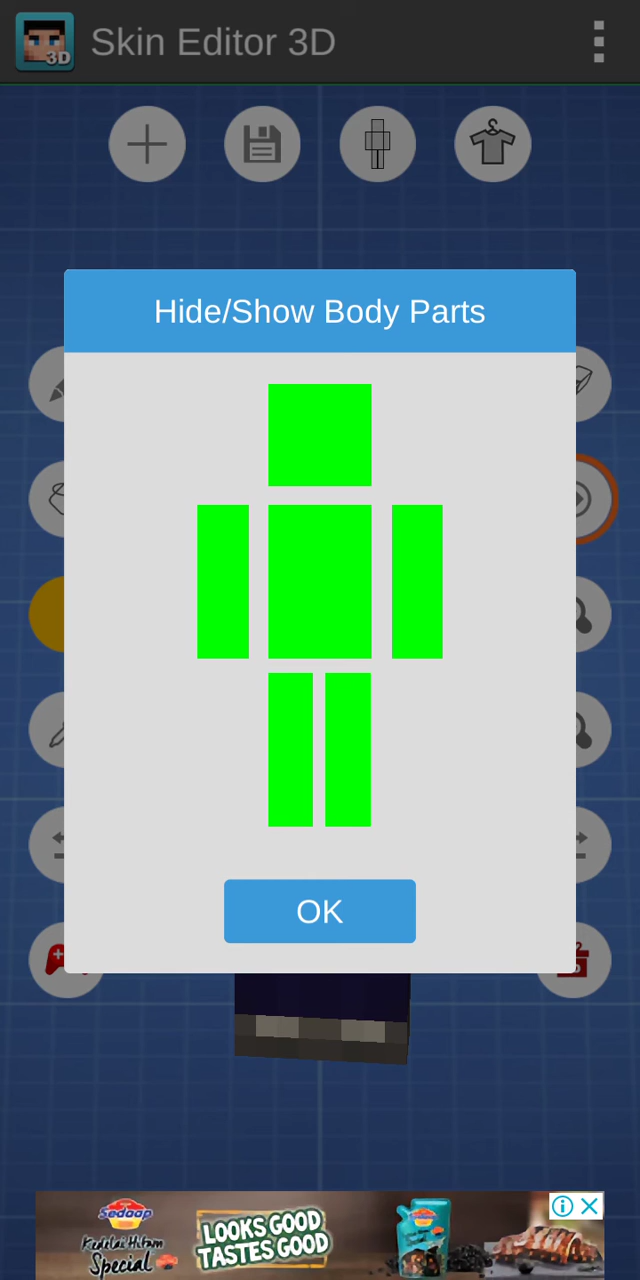 3D
Skin Editor 3D
Hide/Show Body Parts
OK
Sedaap
Kedelai Hitam
Special
LOOKS GOOD
TASTES GOOD